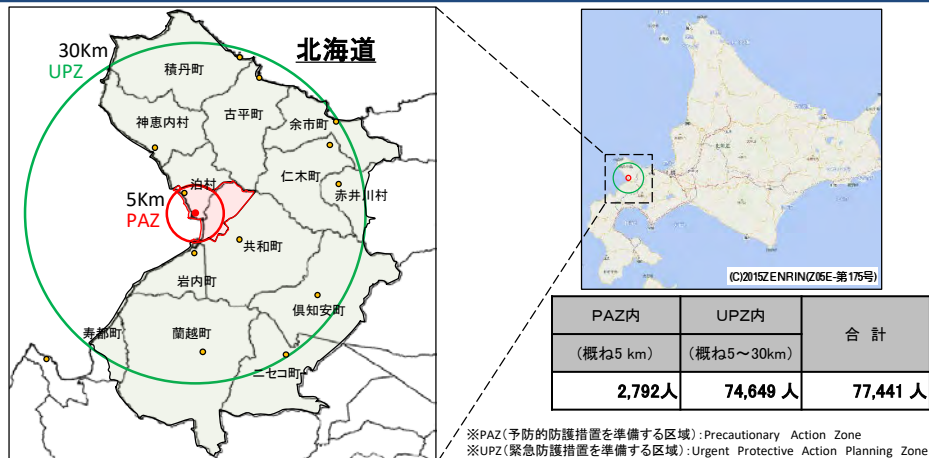 30Km
UPZ
北海道
積丹町
古平町
神恵内村
余市町
仁木町
泊村
赤井川村
5Km
PAZ
共和町
岩内町
倶知安町
寿都町
蘭越町
ニセコ町
(C)2015ZENRIN(Z05E-第175号)
PAZ内 UPZ内 合 計
(概ね5 km) (概ね5～30km)
2,792人 74,649 人 77,441 人
※PAZ(予防的防護措置を準備する区域):Precautionary Action Zone
※UPZ(緊急防護措置を準備する区域):Urgent Protective Action Planning Zone